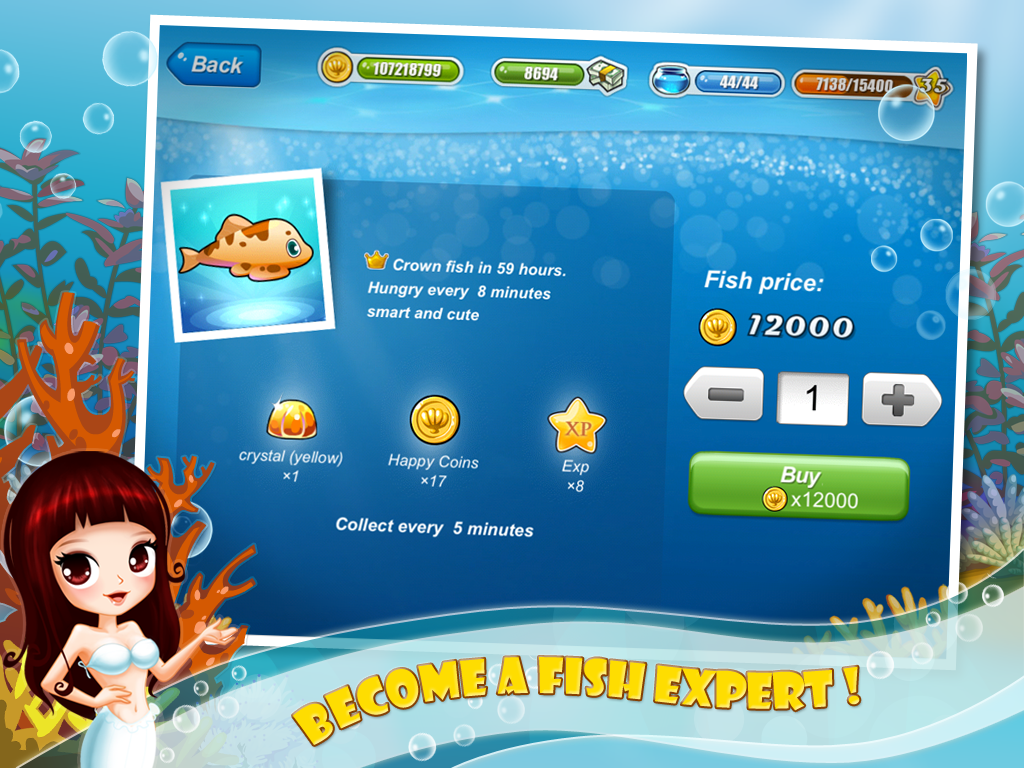 Back
107218799
8694
44/44
7138/15400
35
Crown fish in 59 hours.
Hungry every 8 minutes
smart and cute
Fish price:
12000
1
crystal (yellow)
×1
Happy Coins
×17
XP
Exp
×8
Buy
x12000
Collect every 5 minutes
BECOME A FISH EXPERT !